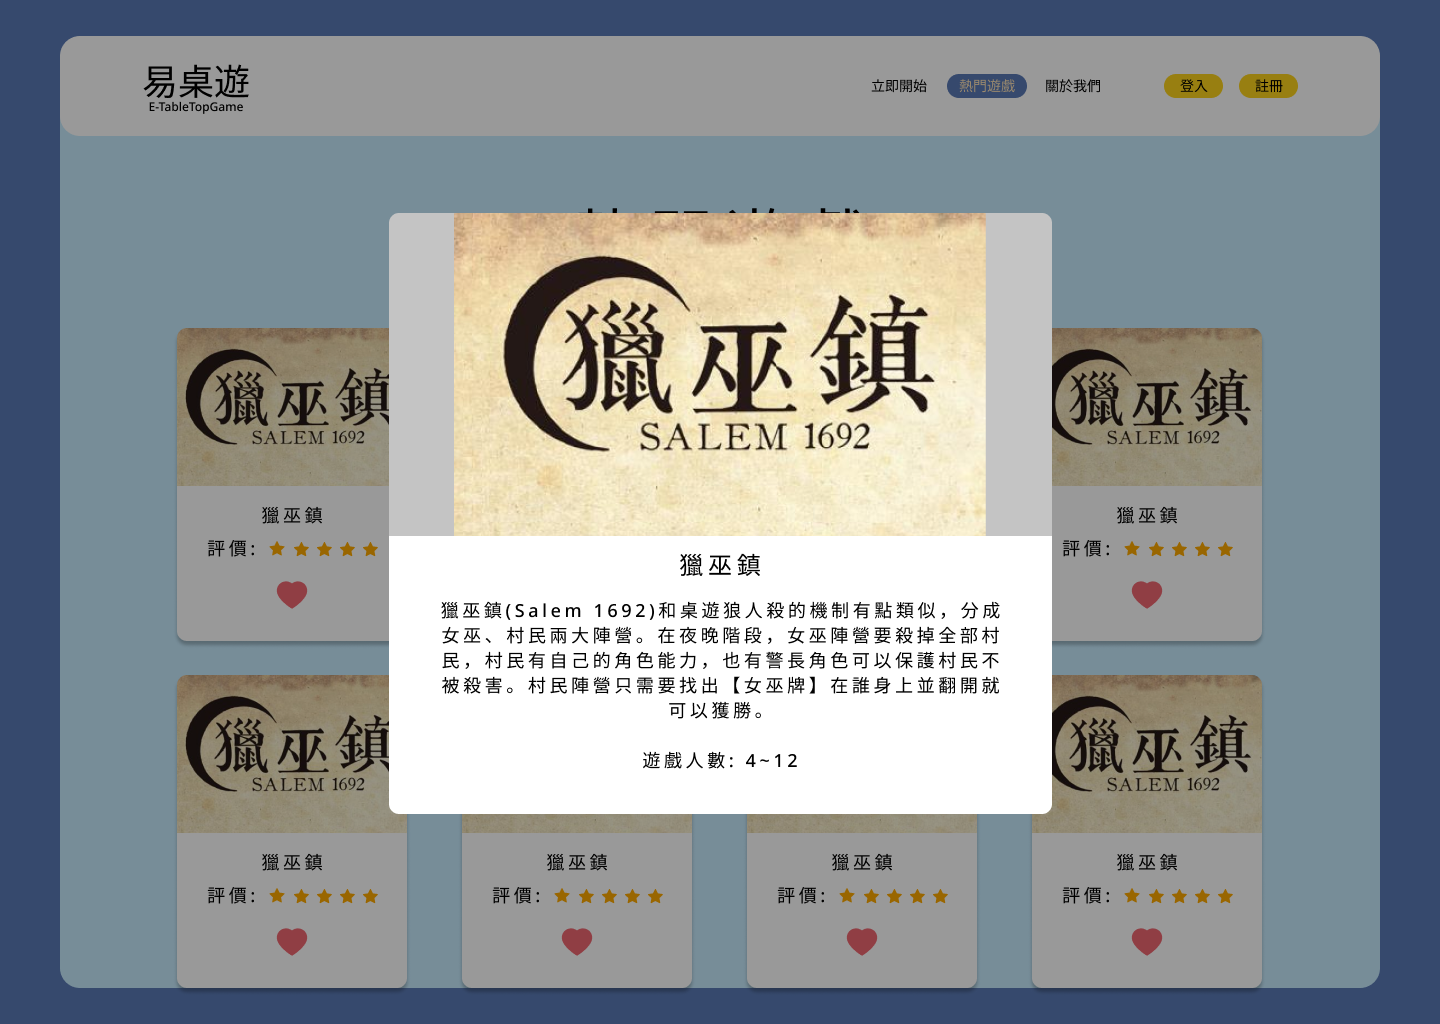 易桌遊
E-TableTopGame
立即開始
熱門遊戲
關於我們
登入
註冊
獵巫鎮
SALEM 1692
獵巫鎮
獵巫鎮(Salem 1692)和桌遊狼人殺的機制有點類似，分成
女巫、村民兩大陣營。在夜晚階段，女巫陣營要殺掉全部村
民，村民有自己的角色能力，也有警長角色可以保護村民不
被殺害。村民陣營只需要找出【女巫牌】在誰身上並翻開就
可以獲勝。
遊戲人數: 4~12
獵巫鎮
SALEM 1692
獵巫鎮
評價:
獵巫鎮
SALEM 1692
獵巫鎮
評價:
獵巫鎮
SALEM 1692
獵巫鎮
評價:
獵巫鎮
評價:
獵巫鎮
評價:
獵巫鎮
SALEM 1692
獵巫鎮
評價: